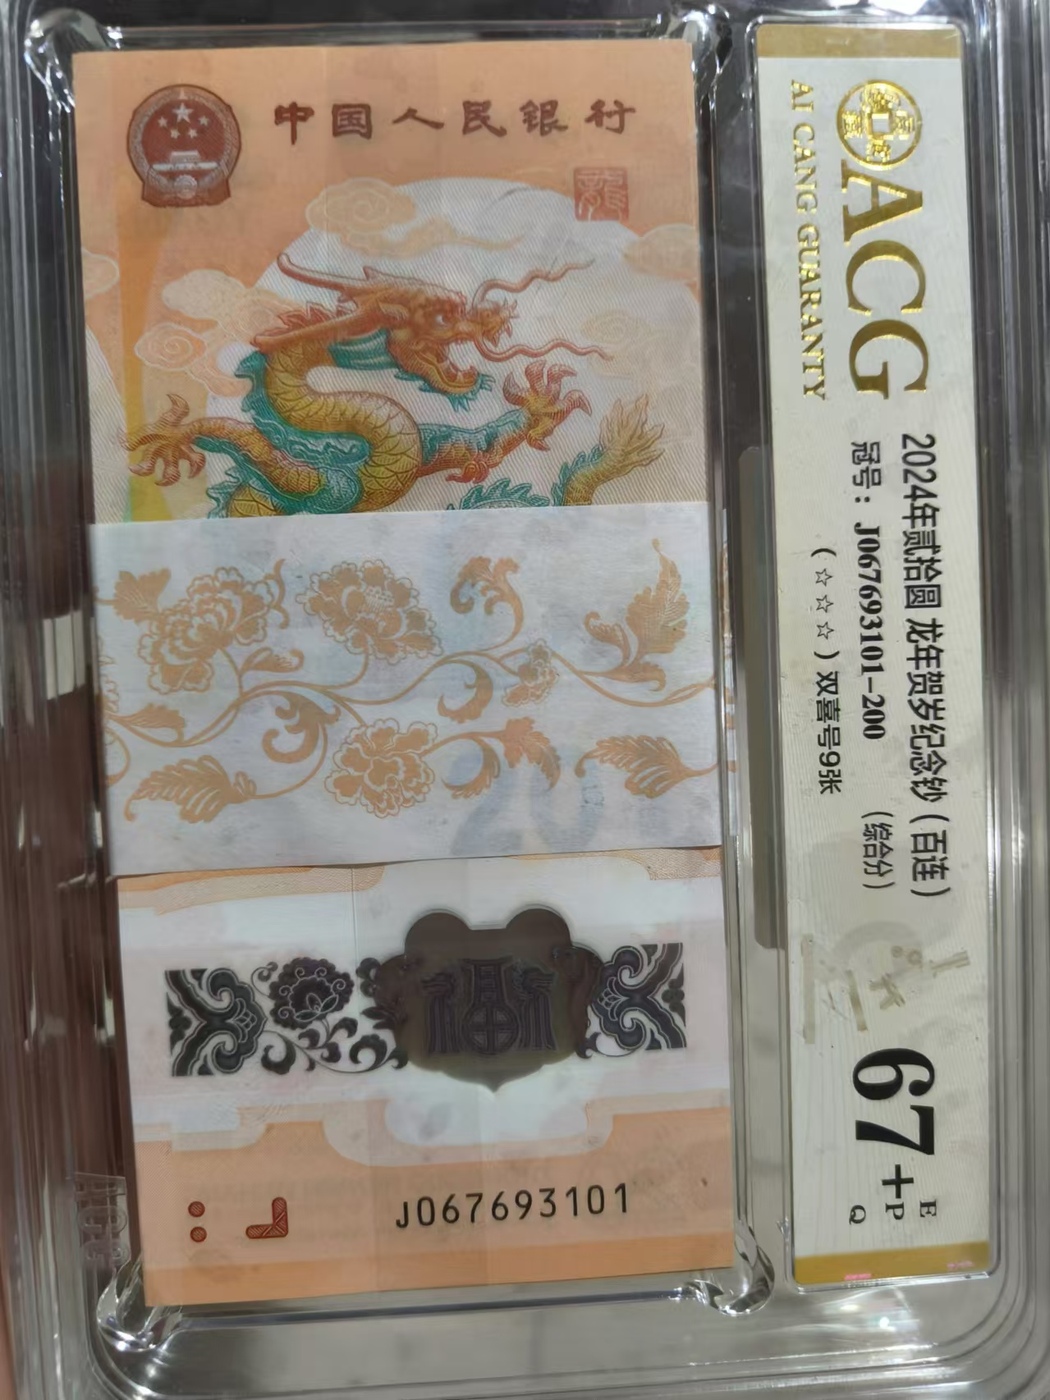 中国人民银行
龍
J067693101
ACG
AI CANG GUARANTY
2024年贰拾圆 龙年贺岁纪念钞（百连）
冠号：J067693101-200 （综合分）
（☆☆☆）双喜号9张
67+
E
P
Q